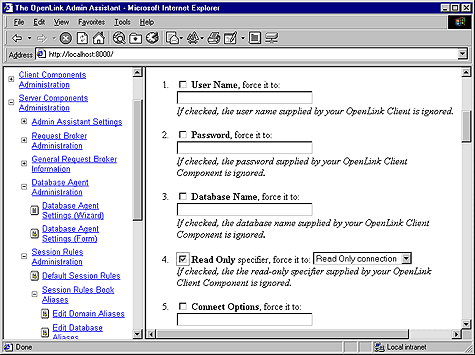 The OpenLink Admin Assistant - Microsoft Internet Explorer
File Edit View Favorites Tools Help
Address http://localhost:8000/
Client Components
Administration
Server Components
Administration
Admin Assistant Settings
Request Broker
Administration
General Request Broker
Information
Database Agent
Administration
Database Agent
Settings (Wizard)
Database Agent
Settings (Form)
Session Rules
Administration
Default Session Rules
Session Rules Book
Aliases
Edit Domain Aliases
Edit Database
Aliases
1. User Name, force it to:
If checked, the user name supplied by your OpenLink Client is ignored.
2. Password, force it to:
If checked, the password supplied by your OpenLink Client
Component is ignored.
3. Database Name, force it to:
If checked, the database name supplied by your OpenLink Client
Component is ignored.
4. Read Only specifier, force it to: Read Only connection
If checked, the the read-only specifier supplied by your OpenLink
Client Component is ignored.
5. Connect Options, force it to:
Done
Local intranet